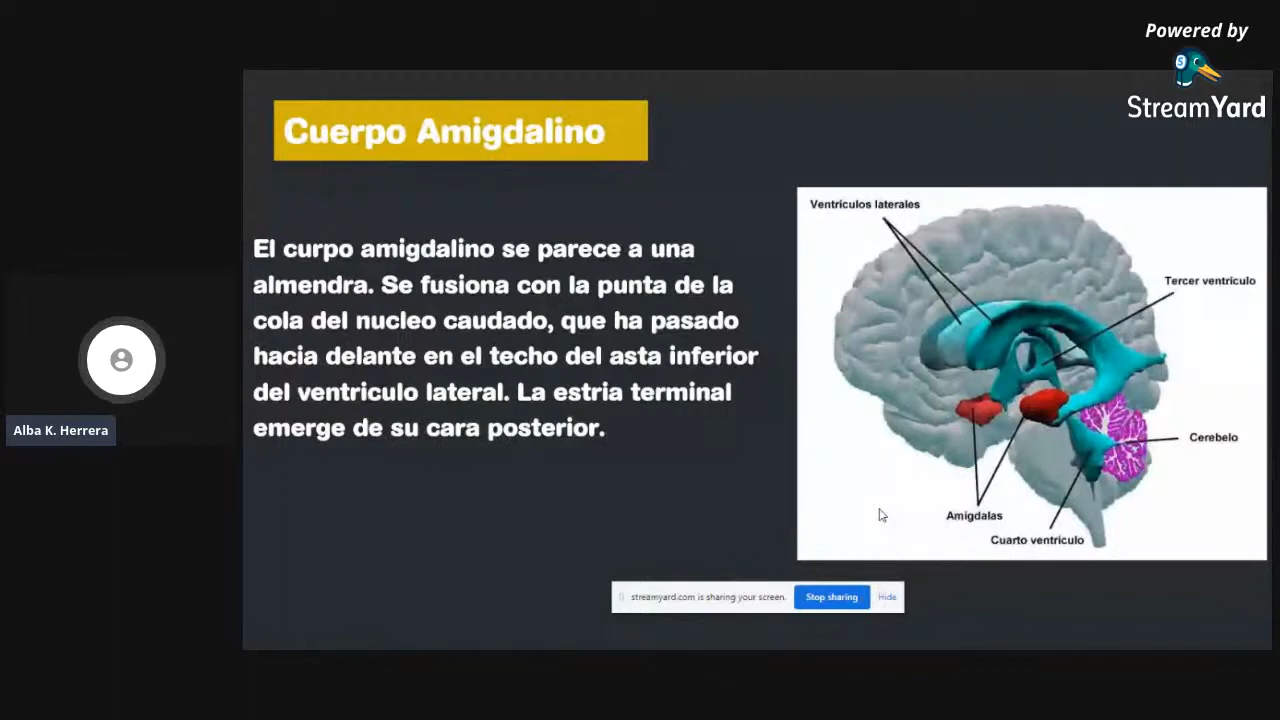 Powered by
StreamYard
Cuerpo Amigdalino
El curpo amigdalino se parece a una
almendra. Se fusiona con la punta de la
cola del nucleo caudado, que ha pasado
hacia delante en el techo del asta inferior
del ventriculo lateral. La estria terminal
emerge de su cara posterior.
Ventrículos laterales
Tercer ventrículo
Cerebelo
Amígdalas
Cuarto ventrículo
Alba K. Herrera
streamyard.com is sharing your screen.
Stop sharing
Hide